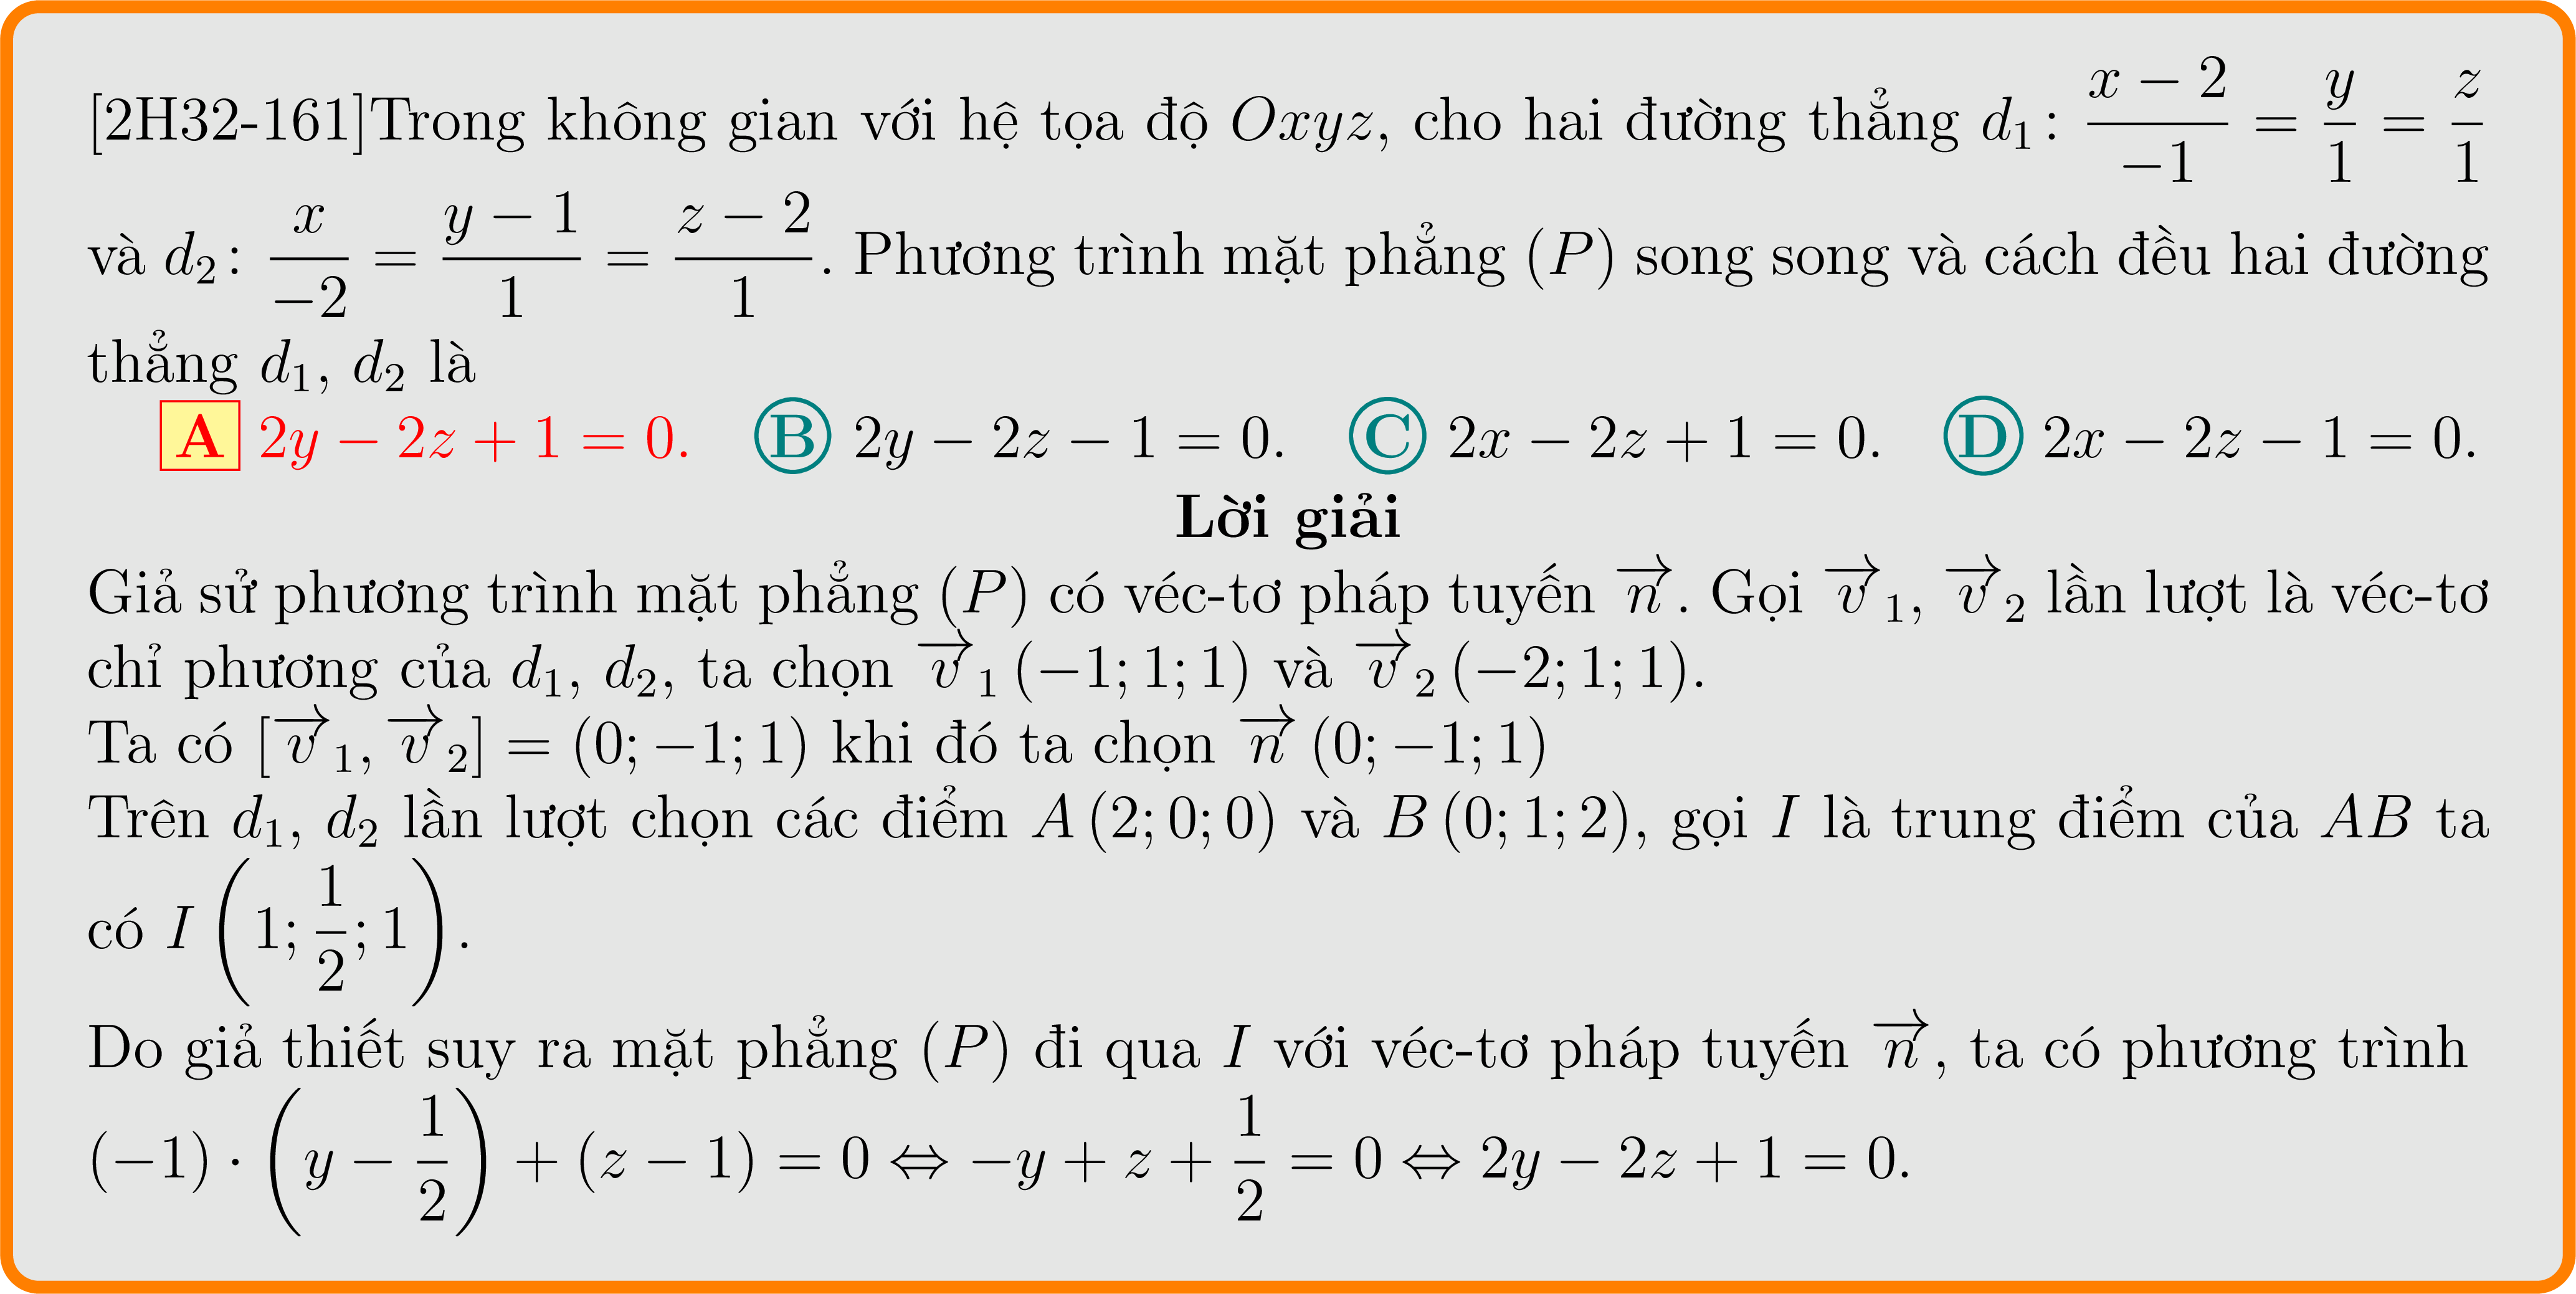 [2H32-161]Trong không gian với hệ tọa độ $Oxyz$, cho hai đường thẳng $d_1\colon \dfrac{x-2}{-1} = \dfrac{y}{1} = \dfrac{z}{1}$
và $d_2\colon \dfrac{x}{-2} = \dfrac{y-1}{1} = \dfrac{z-2}{1}$. Phương trình mặt phẳng $(P)$ song song và cách đều hai đường
thẳng $d_1$, $d_2$ là
A $2y - 2z + 1 = 0$. B $2y - 2z - 1 = 0$. C $2x - 2z + 1 = 0$. D $2x - 2z - 1 = 0$.
Lời giải
Giả sử phương trình mặt phẳng $(P)$ có véc-tơ pháp tuyến $\overrightarrow{n}$. Gọi $\overrightarrow{v}_1$, $\overrightarrow{v}_2$ lần lượt là véc-tơ
chỉ phương của $d_1$, $d_2$, ta chọn $\overrightarrow{v}_1(-1; 1; 1)$ và $\overrightarrow{v}_2(-2; 1; 1)$.
Ta có $[\overrightarrow{v}_1, \overrightarrow{v}_2] = (0; -1; 1)$ khi đó ta chọn $\overrightarrow{n}(0; -1; 1)$
Trên $d_1$, $d_2$ lần lượt chọn các điểm $A(2; 0; 0)$ và $B(0; 1; 2)$, gọi $I$ là trung điểm của $AB$ ta
có $I\left(1; \dfrac{1}{2}; 1\right)$.
Do giả thiết suy ra mặt phẳng $(P)$ đi qua $I$ với véc-tơ pháp tuyến $\overrightarrow{n}$, ta có phương trình
$(-1) \cdot \left(y - \dfrac{1}{2}\right) + (z - 1) = 0 \Leftrightarrow -y + z + \dfrac{1}{2} = 0 \Leftrightarrow 2y - 2z + 1 = 0$.